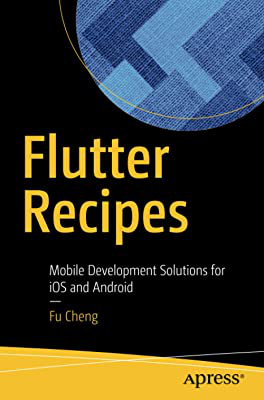 Flutter
Recipes
Mobile Development Solutions for
iOS and Android
—
Fu Cheng
Apress®